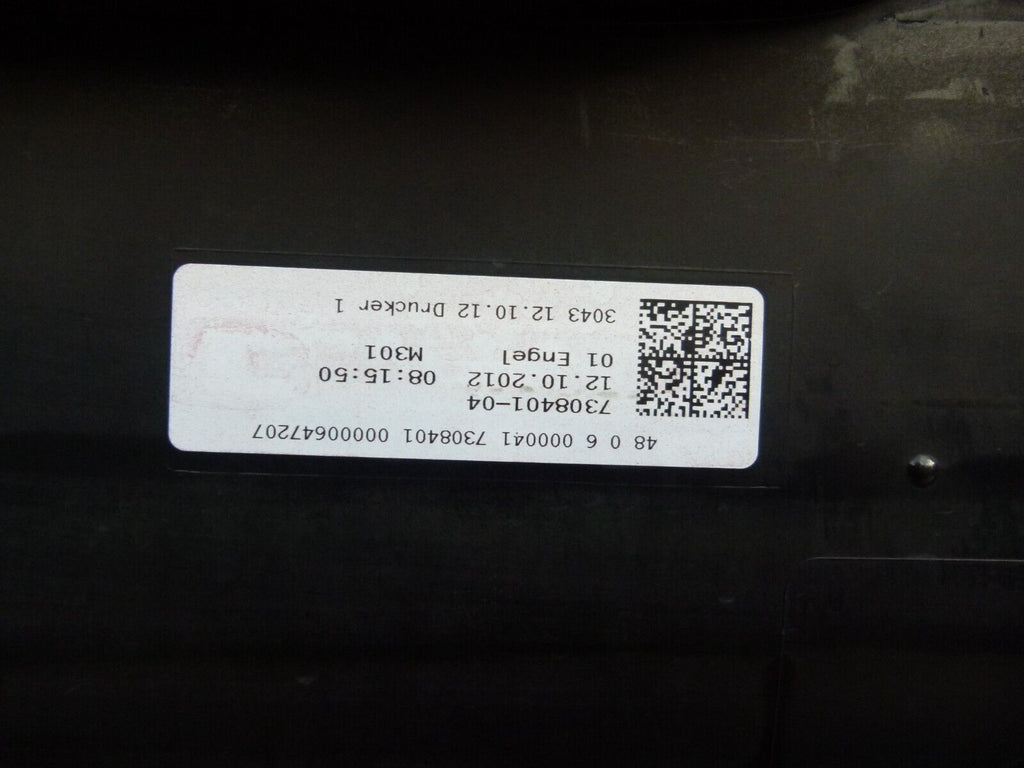 48 0 6 000041 7308401 00000647207
7308401-04
12.10.2012 08:15:50
01 Engel M301
3043 12.10.12 Drucker 1